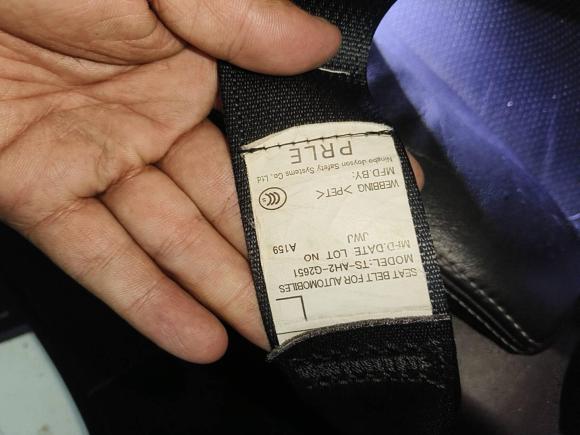 L
SEAT BELT FOR AUTOMOBILES
MODEL:TS-AH2-G2651
MFD.DATE LOT NO
JWJ A159
WEBBING >PET<
MFD.BY:
Ningbo Joyson Safety Systems Co., Ltd
PRLE